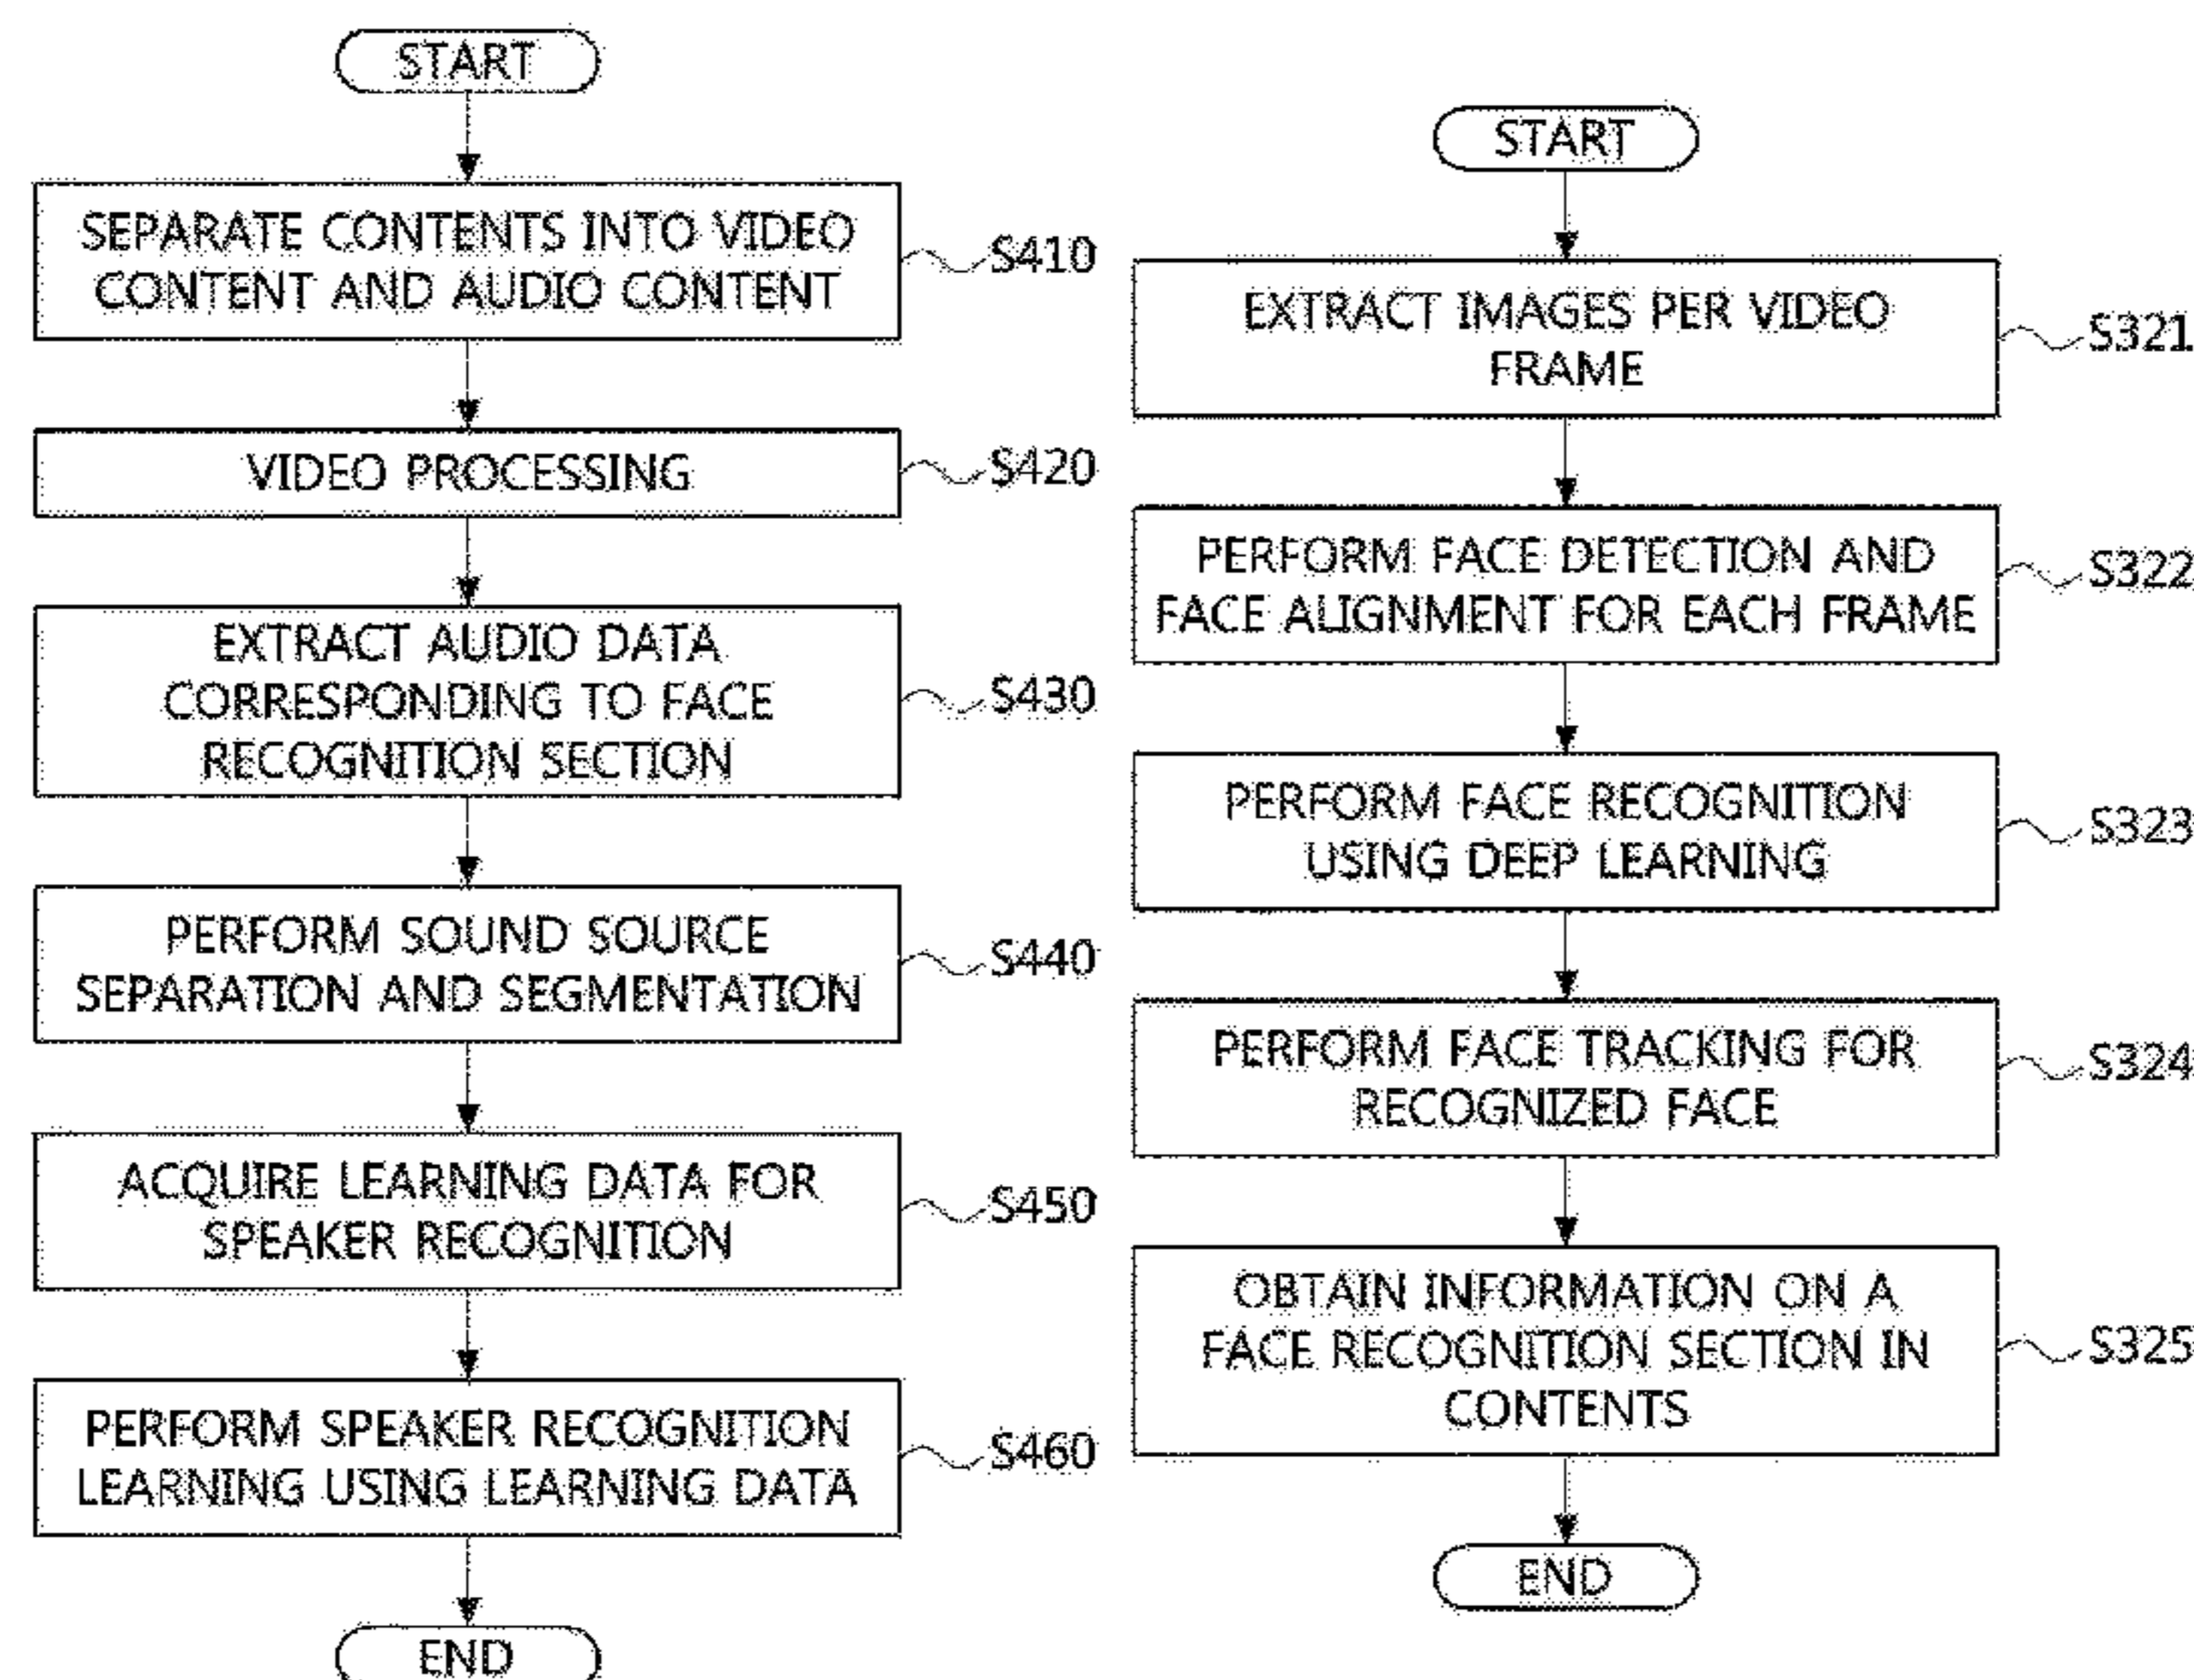 START
SEPARATE CONTENTS INTO VIDEO
CONTENT AND AUDIO CONTENT
S410
VIDEO PROCESSING
S420
EXTRACT AUDIO DATA
CORRESPONDING TO FACE
RECOGNITION SECTION
S430
PERFORM SOUND SOURCE
SEPARATION AND SEGMENTATION
S440
ACQUIRE LEARNING DATA FOR
SPEAKER RECOGNITION
S450
PERFORM SPEAKER RECOGNITION
LEARNING USING LEARNING DATA
S460
END
START
EXTRACT IMAGES PER VIDEO
FRAME
S321
PERFORM FACE DETECTION AND
FACE ALIGNMENT FOR EACH FRAME
S322
PERFORM FACE RECOGNITION
USING DEEP LEARNING
S323
PERFORM FACE TRACKING FOR
RECOGNIZED FACE
S324
OBTAIN INFORMATION ON A
FACE RECOGNITION SECTION IN
CONTENTS
S325
END